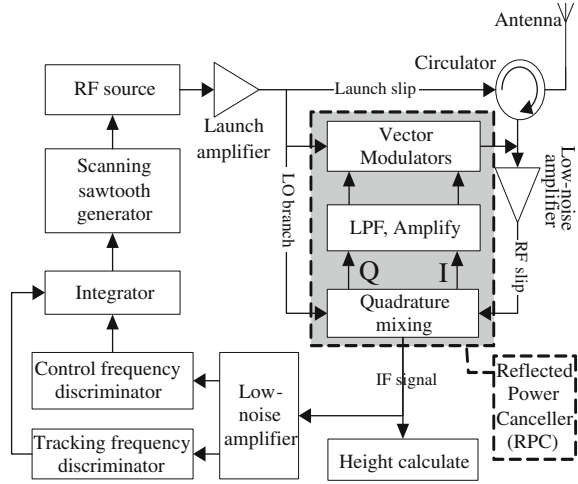 Antenna
Circulator
RF source
Launch slip
Launch
amplifier
Vector
Modulators
Low-noise
amplifier
Scanning
sawtooth
generator
LO branch
LPF, Amplify
RF slip
Q
I
Integrator
Quadrature
mixing
Control frequency
discriminator
IF signal
Reflected
Power
Canceller
(RPC)
Low-
noise
amplifier
Tracking frequency
discriminator
Height calculate